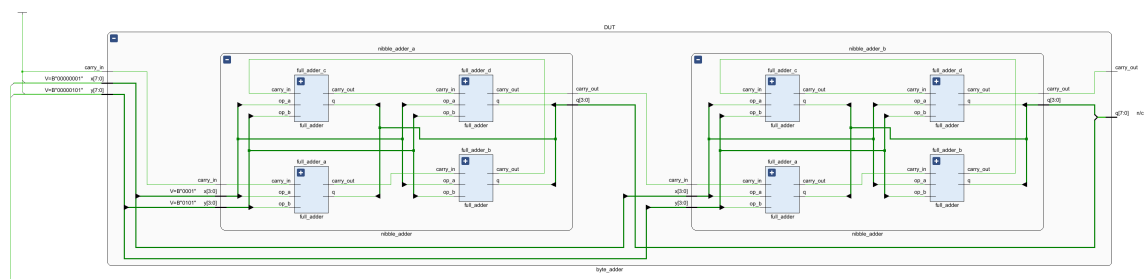 DUT
nibble_adder_a
nibble_adder_b
carry_in
V=B"00000001" x[7:0]
V=B"00000101" y[7:0]
full_adder_c
carry_in carry_out
op_a q
op_b
full_adder
full_adder_d
carry_in carry_out
op_a q
op_b
full_adder
carry_out
q[3:0]
full_adder_a
carry_in carry_out
op_a q
op_b
full_adder
full_adder_b
carry_in carry_out
op_a q
op_b
full_adder
carry_in
V=B"0001" x[3:0]
V=B"0101" y[3:0]
nibble_adder
full_adder_c
carry_in carry_out
op_a q
op_b
full_adder
full_adder_d
carry_in carry_out
op_a q
op_b
full_adder
carry_out
q[3:0]
full_adder_a
carry_in carry_out
op_a q
op_b
full_adder
full_adder_b
carry_in carry_out
op_a q
op_b
full_adder
carry_in
x[3:0]
y[3:0]
nibble_adder
carry_out
q[7:0] n/c
byte_adder